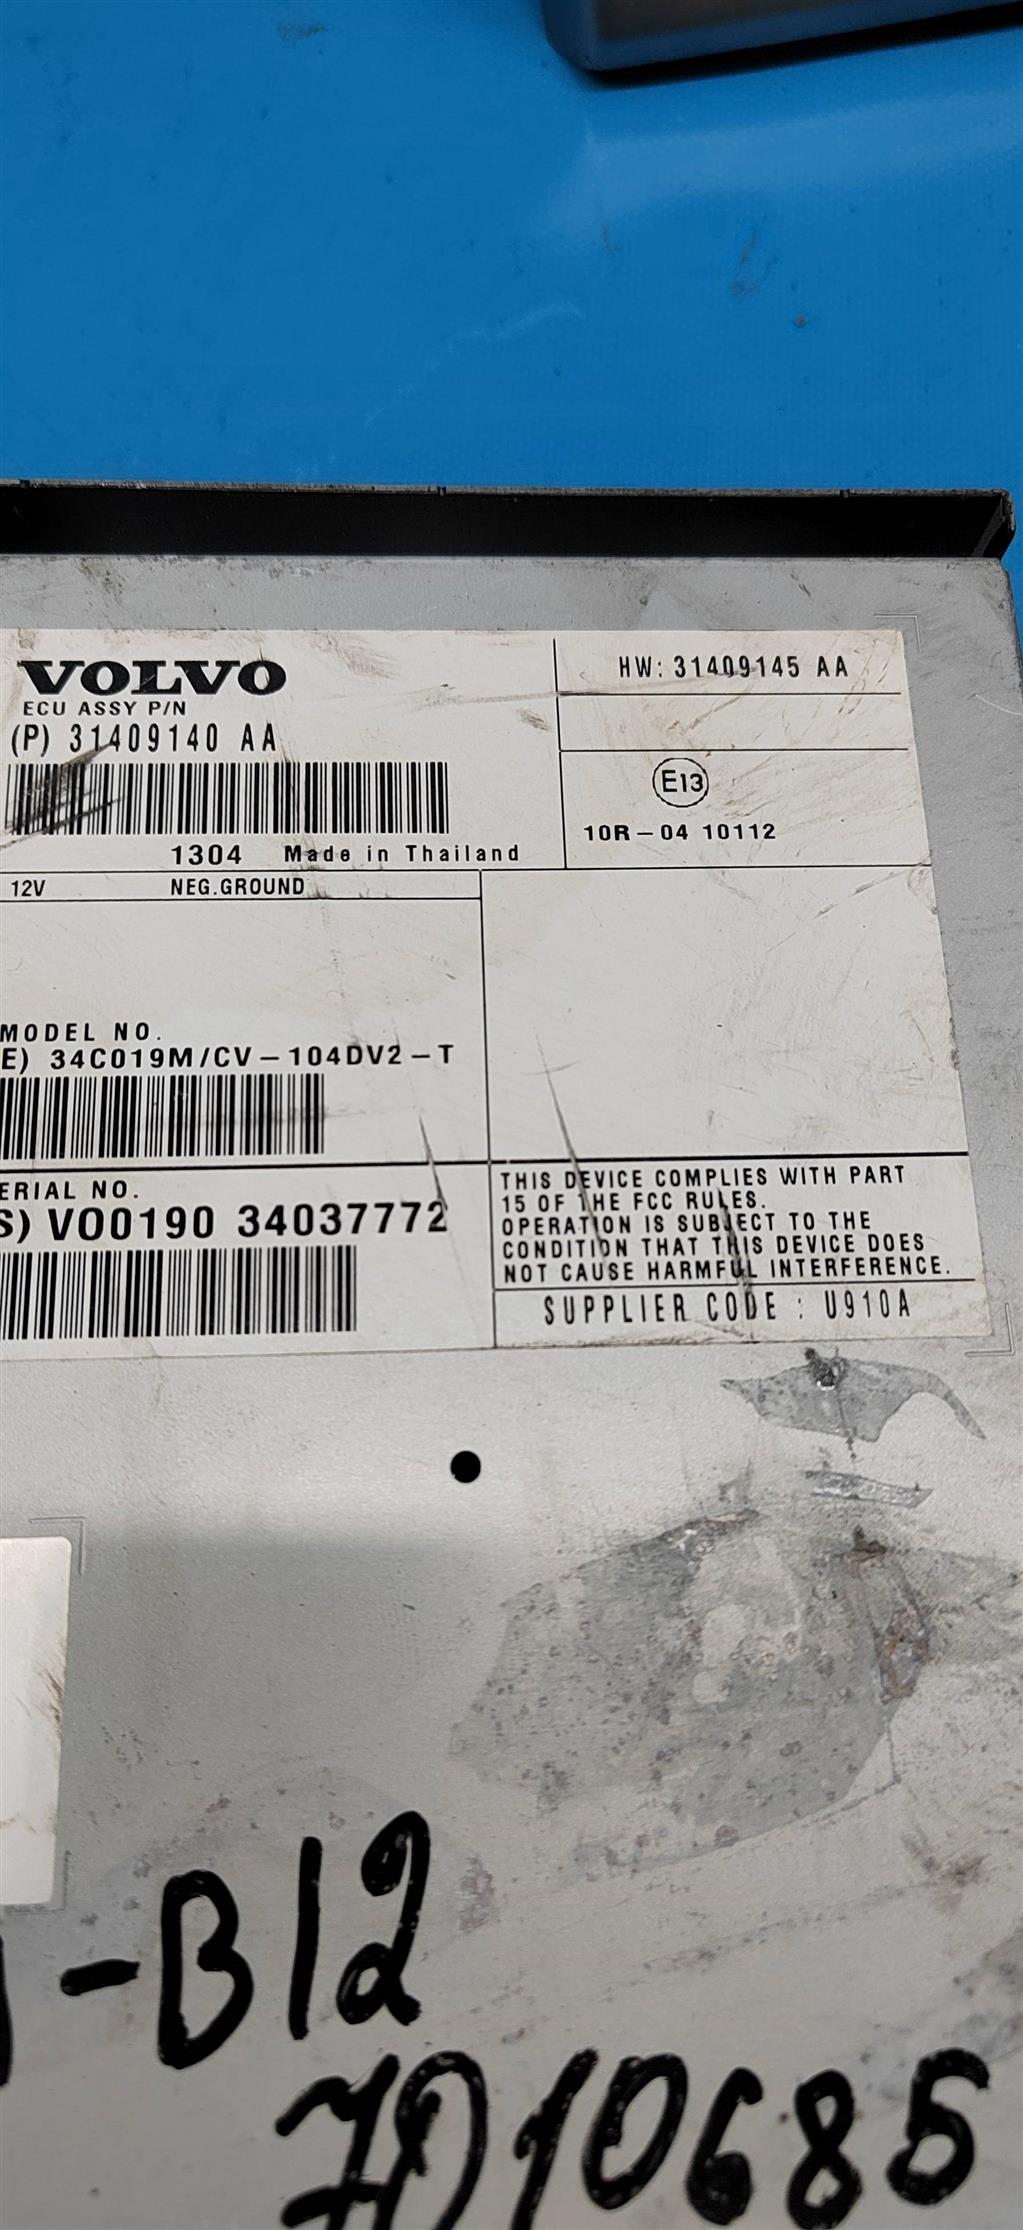 VOLVO
ECU ASSY P/N
(P) 31409140 AA
HW: 31409145 AA
E13
10R-04 10112
1304 Made in Thailand
12V NEG.GROUND
MODEL NO.
E) 34C019M/CV-104DV2-T
ERIAL NO.
S) VO0190 34037772
THIS DEVICE COMPLIES WITH PART
15 OF THE FCC RULES.
OPERATION IS SUBJECT TO THE
CONDITION THAT THIS DEVICE DOES
NOT CAUSE HARMFUL INTERFERENCE.
SUPPLIER CODE : U910A
-B12
7010685